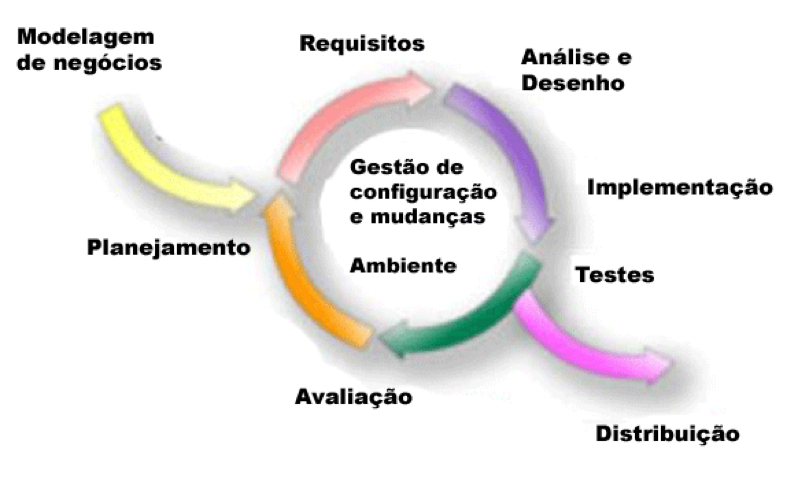 Modelagem
de negócios
Requisitos
Análise e
Desenho
Gestão de
configuração
e mudanças
Implementação
Planejamento
Ambiente
Testes
Avaliação
Distribuição